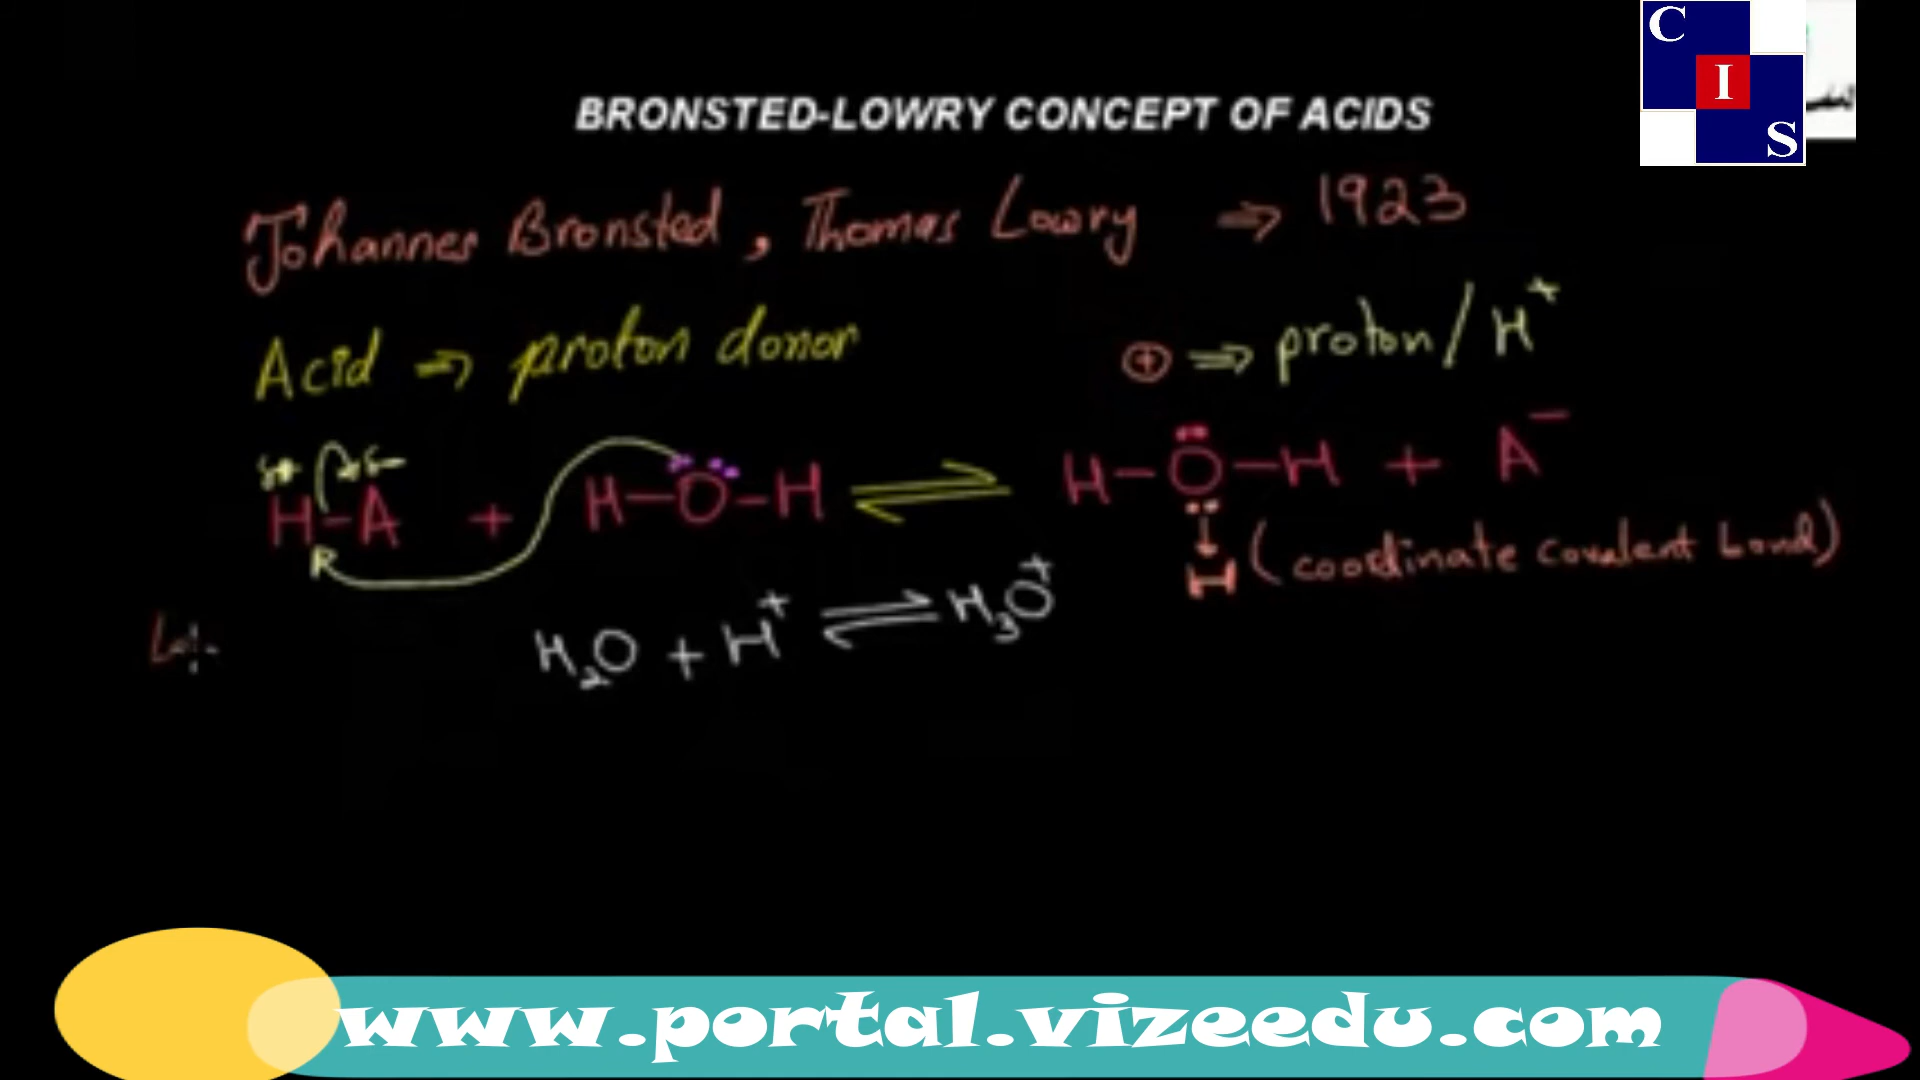 C
I
S
BRONSTED-LOWRY CONCEPT OF ACIDS
Johannes Bronsted, Thomas Lowry ⇒ 1923
Acid ⇒ proton donor
⊕ ⇒ proton/H⁺
δ+ δ-
H-A + H-O-H ⇌ H-O-H + A⁻
H (coordinate covalent bond)
H₂O + H⁺ ⇌ H₃O⁺
www.portal.vizeedu.com